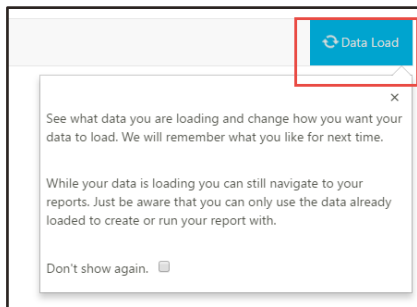 Data Load
×
See what data you are loading and change how you want your
data to load. We will remember what you like for next time.
While your data is loading you can still navigate to your
reports. Just be aware that you can only use the data already
loaded to create or run your report with.
Don't show again.